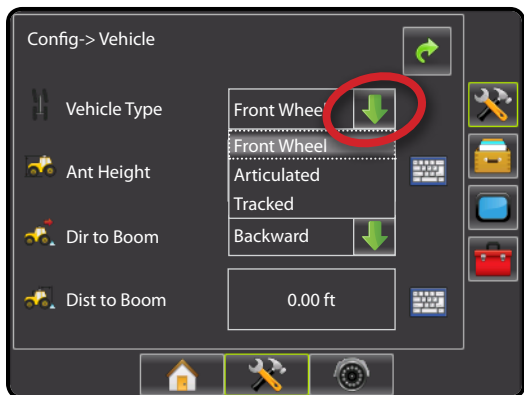 Config-> Vehicle
Vehicle Type
Front Wheel
Front Wheel
Articulated
Tracked
Ant Height
Dir to Boom
Backward
Dist to Boom
0.00 ft